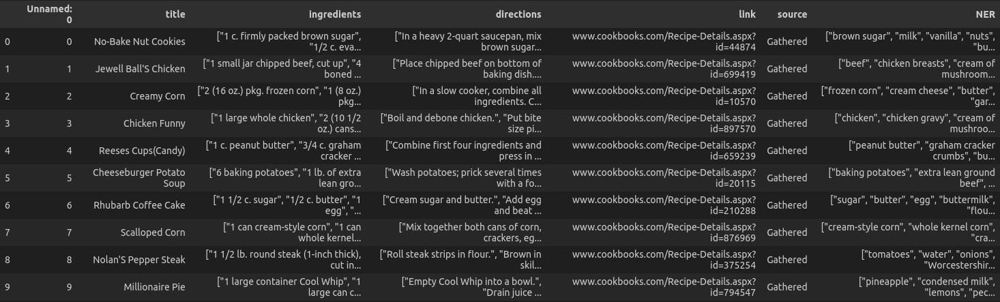 Unnamed: 0 title ingredients directions link source NER
0 0 No-Bake Nut Cookies ["1 c. firmly packed brown sugar", "1/2 c. eva... ["In a heavy 2-quart saucepan, mix brown sugar... www.cookbooks.com/Recipe-Details.aspx?id=44874 Gathered ["brown sugar", "milk", "vanilla", "nuts", "bu...
1 1 Jewell Ball'S Chicken ["1 small jar chipped beef, cut up", "4 boned ... ["Place chipped beef on bottom of baking dish.... www.cookbooks.com/Recipe-Details.aspx?id=699419 Gathered ["beef", "chicken breasts", "cream of mushroom...
2 2 Creamy Corn ["2 (16 oz.) pkg. frozen corn", "1 (8 oz.) pkg... ["In a slow cooker, combine all ingredients. C... www.cookbooks.com/Recipe-Details.aspx?id=10570 Gathered ["frozen corn", "cream cheese", "butter", "gar...
3 3 Chicken Funny ["1 large whole chicken", "2 (10 1/2 oz.) cans... ["Boil and debone chicken.", "Put bite size pi... www.cookbooks.com/Recipe-Details.aspx?id=897570 Gathered ["chicken", "chicken gravy", "cream of mushroo...
4 4 Reeses Cups(Candy) ["1 c. peanut butter", "3/4 c. graham cracker ... ["Combine first four ingredients and press in ... www.cookbooks.com/Recipe-Details.aspx?id=659239 Gathered ["peanut butter", "graham cracker crumbs", "bu...
5 5 Cheeseburger Potato Soup ["6 baking potatoes", "1 lb. of extra lean gro... ["Wash potatoes; prick several times with a fo... www.cookbooks.com/Recipe-Details.aspx?id=20115 Gathered ["baking potatoes", "extra lean ground beef", ...
6 6 Rhubarb Coffee Cake ["1 1/2 c. sugar", "1/2 c. butter", "1 egg", "... ["Cream sugar and butter.", "Add egg and beat ... www.cookbooks.com/Recipe-Details.aspx?id=210288 Gathered ["sugar", "butter", "egg", "buttermilk", "flou...
7 7 Scalloped Corn ["1 can cream-style corn", "1 can whole kernel... ["Mix together both cans of corn, crackers, eg... www.cookbooks.com/Recipe-Details.aspx?id=876969 Gathered ["cream-style corn", "whole kernel corn", "cra...
8 8 Nolan'S Pepper Steak ["1 1/2 lb. round steak (1-inch thick), cut in... ["Roll steak strips in flour.", "Brown in skil... www.cookbooks.com/Recipe-Details.aspx?id=375254 Gathered ["tomatoes", "water", "onions", "Worcestershir...
9 9 Millionaire Pie ["1 large container Cool Whip", "1 large can c... ["Empty Cool Whip into a bowl.", "Drain juice ... www.cookbooks.com/Recipe-Details.aspx?id=794547 Gathered ["pineapple", "condensed milk", "lemons", "pec...